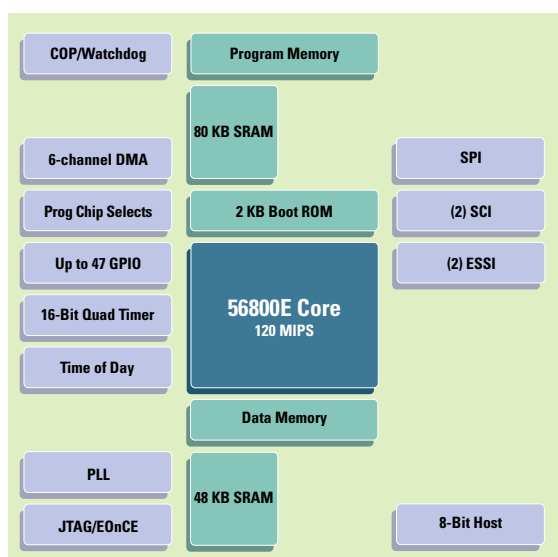 COP/Watchdog
Program Memory
80 KB SRAM
6-channel DMA
SPI
Prog Chip Selects
2 KB Boot ROM
(2) SCI
Up to 47 GPIO
(2) ESSI
56800E Core
120 MIPS
16-Bit Quad Timer
Time of Day
Data Memory
PLL
48 KB SRAM
JTAG/EOnCE
8-Bit Host